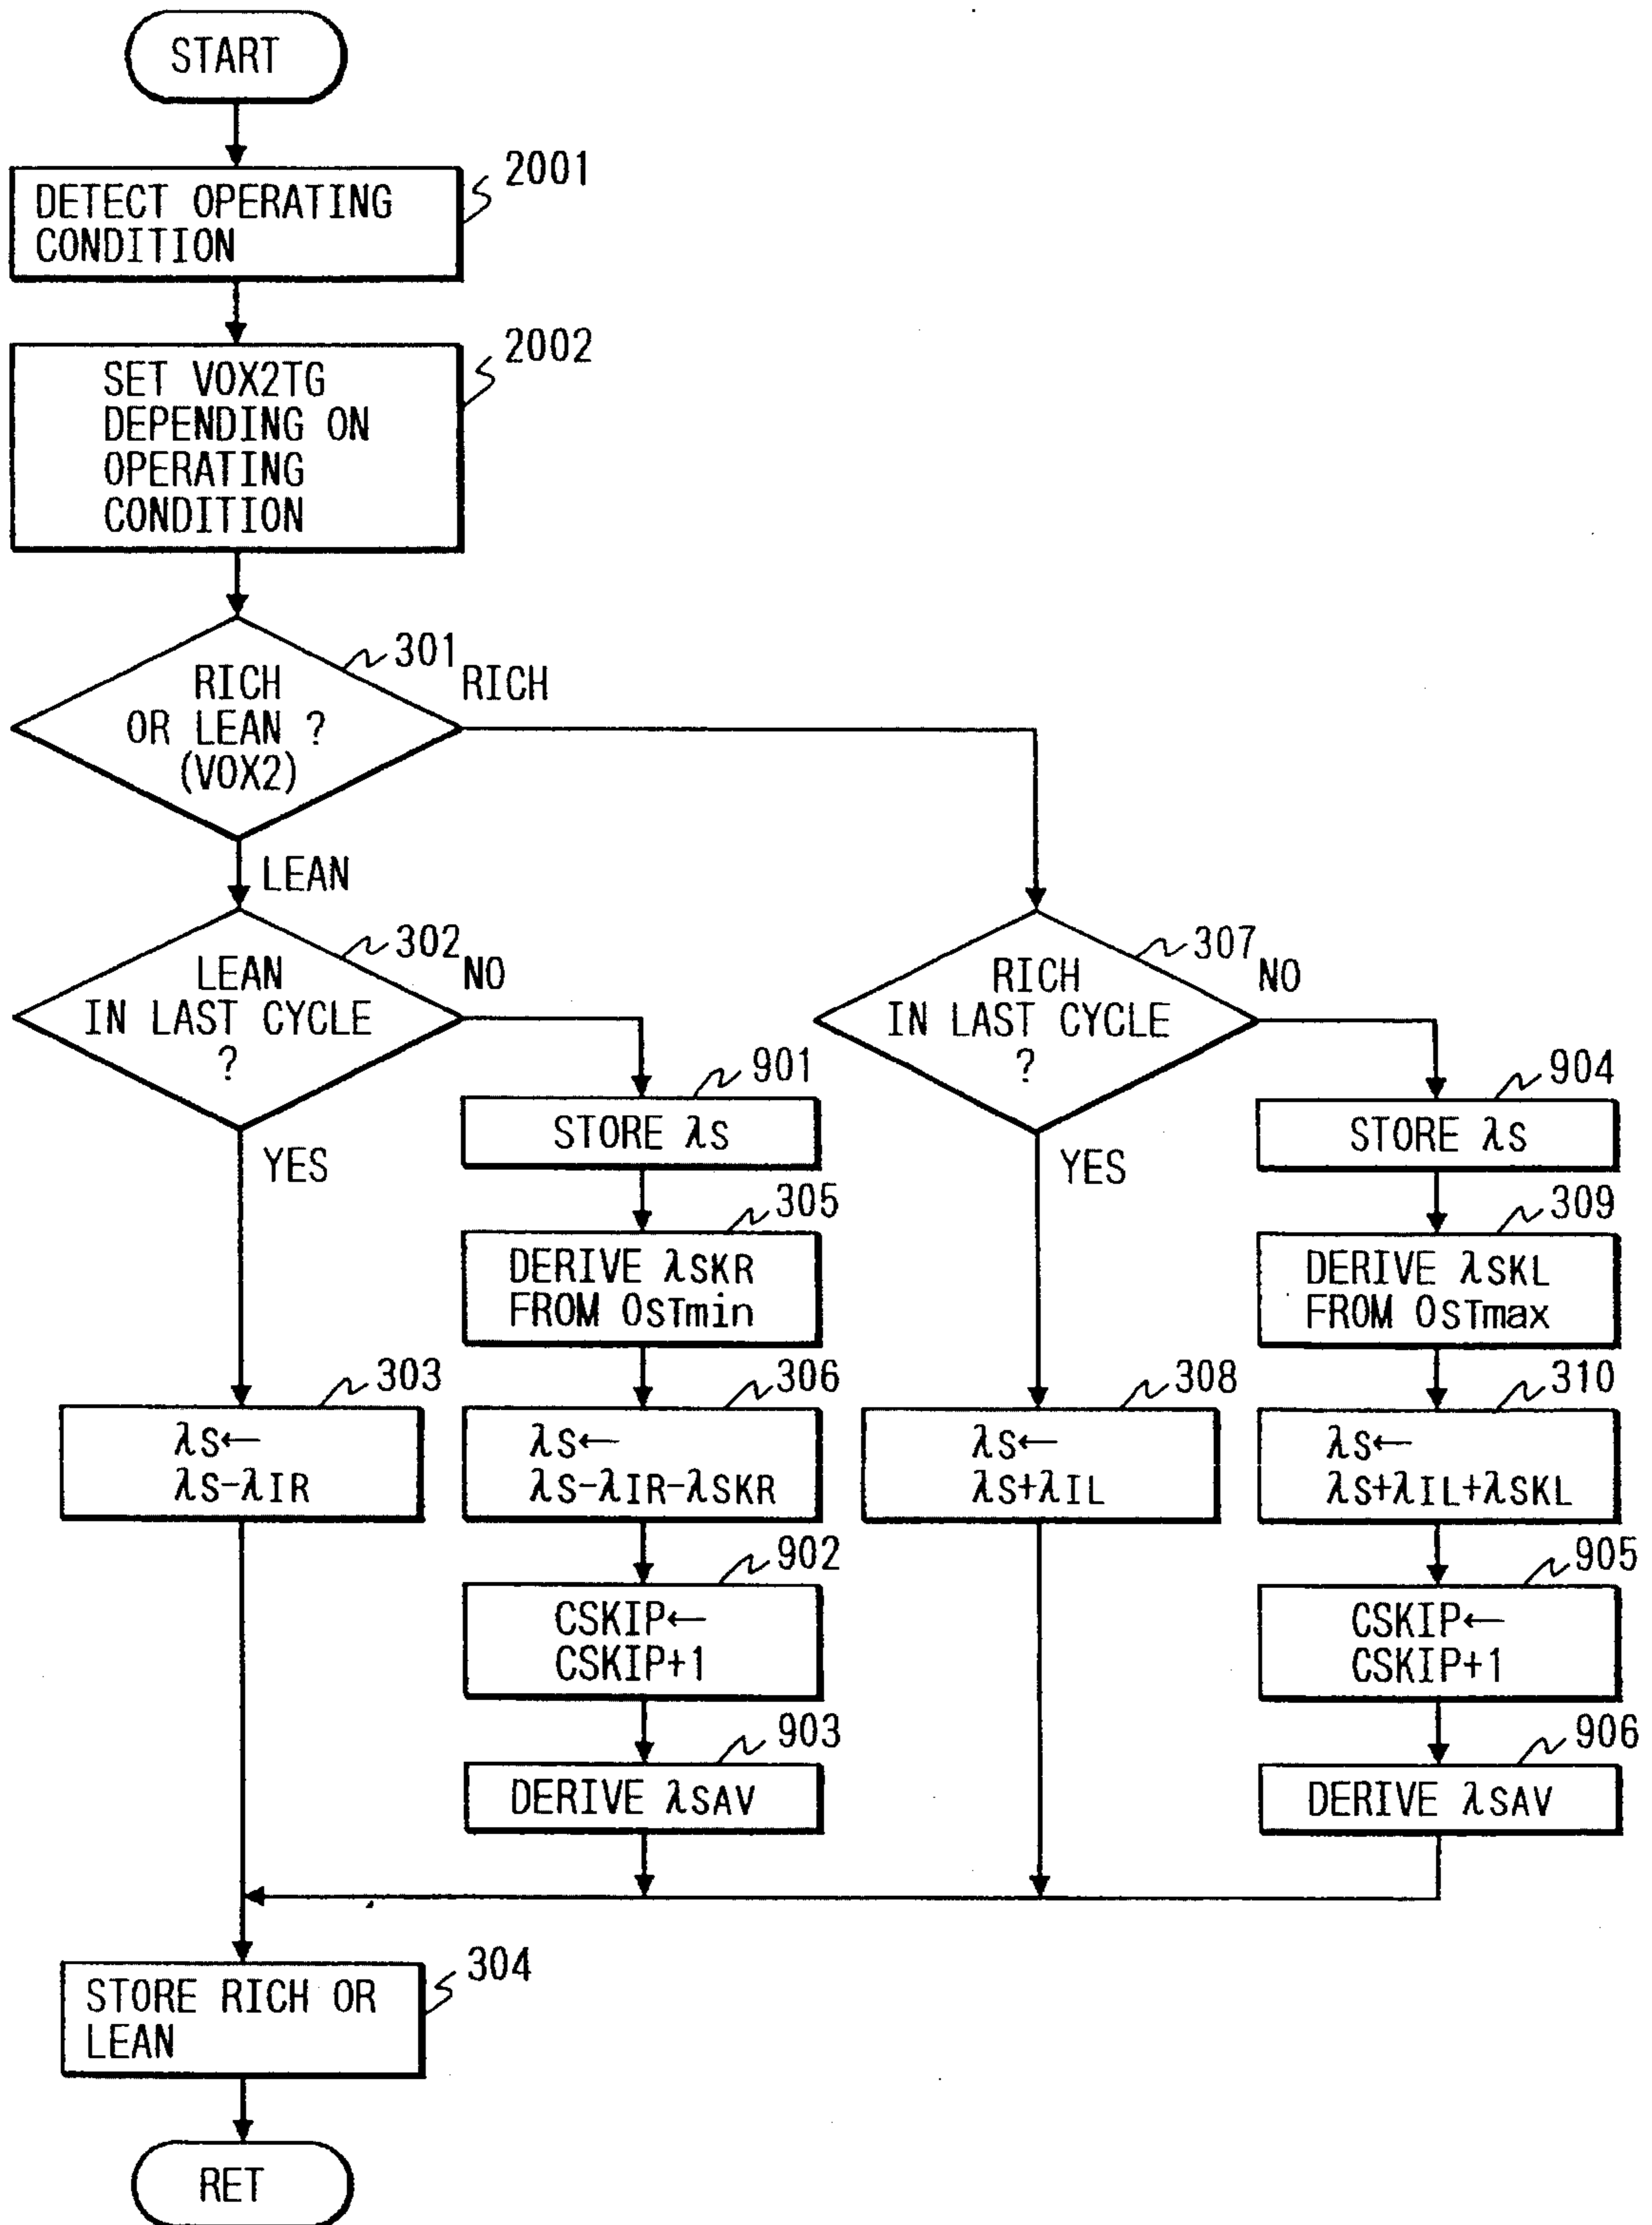 START
2001
DETECT OPERATING
CONDITION
2002
SET VOX2TG
DEPENDING ON
OPERATING
CONDITION
301
RICH
OR LEAN ?
(VOX2)
RICH
LEAN
302
LEAN
IN LAST CYCLE
?
NO
YES
307
RICH
IN LAST CYCLE
?
NO
YES
901
STORE λS
904
STORE λS
305
DERIVE λSKR
FROM OSTmin
309
DERIVE λSKL
FROM OSTmax
303
λS←
λS-λIR
306
λS←
λS-λIR-λSKR
308
λS←
λS+λIL
310
λS←
λS+λIL+λSKL
902
CSKIP←
CSKIP+1
905
CSKIP←
CSKIP+1
903
DERIVE λSAV
906
DERIVE λSAV
304
STORE RICH OR
LEAN
RET